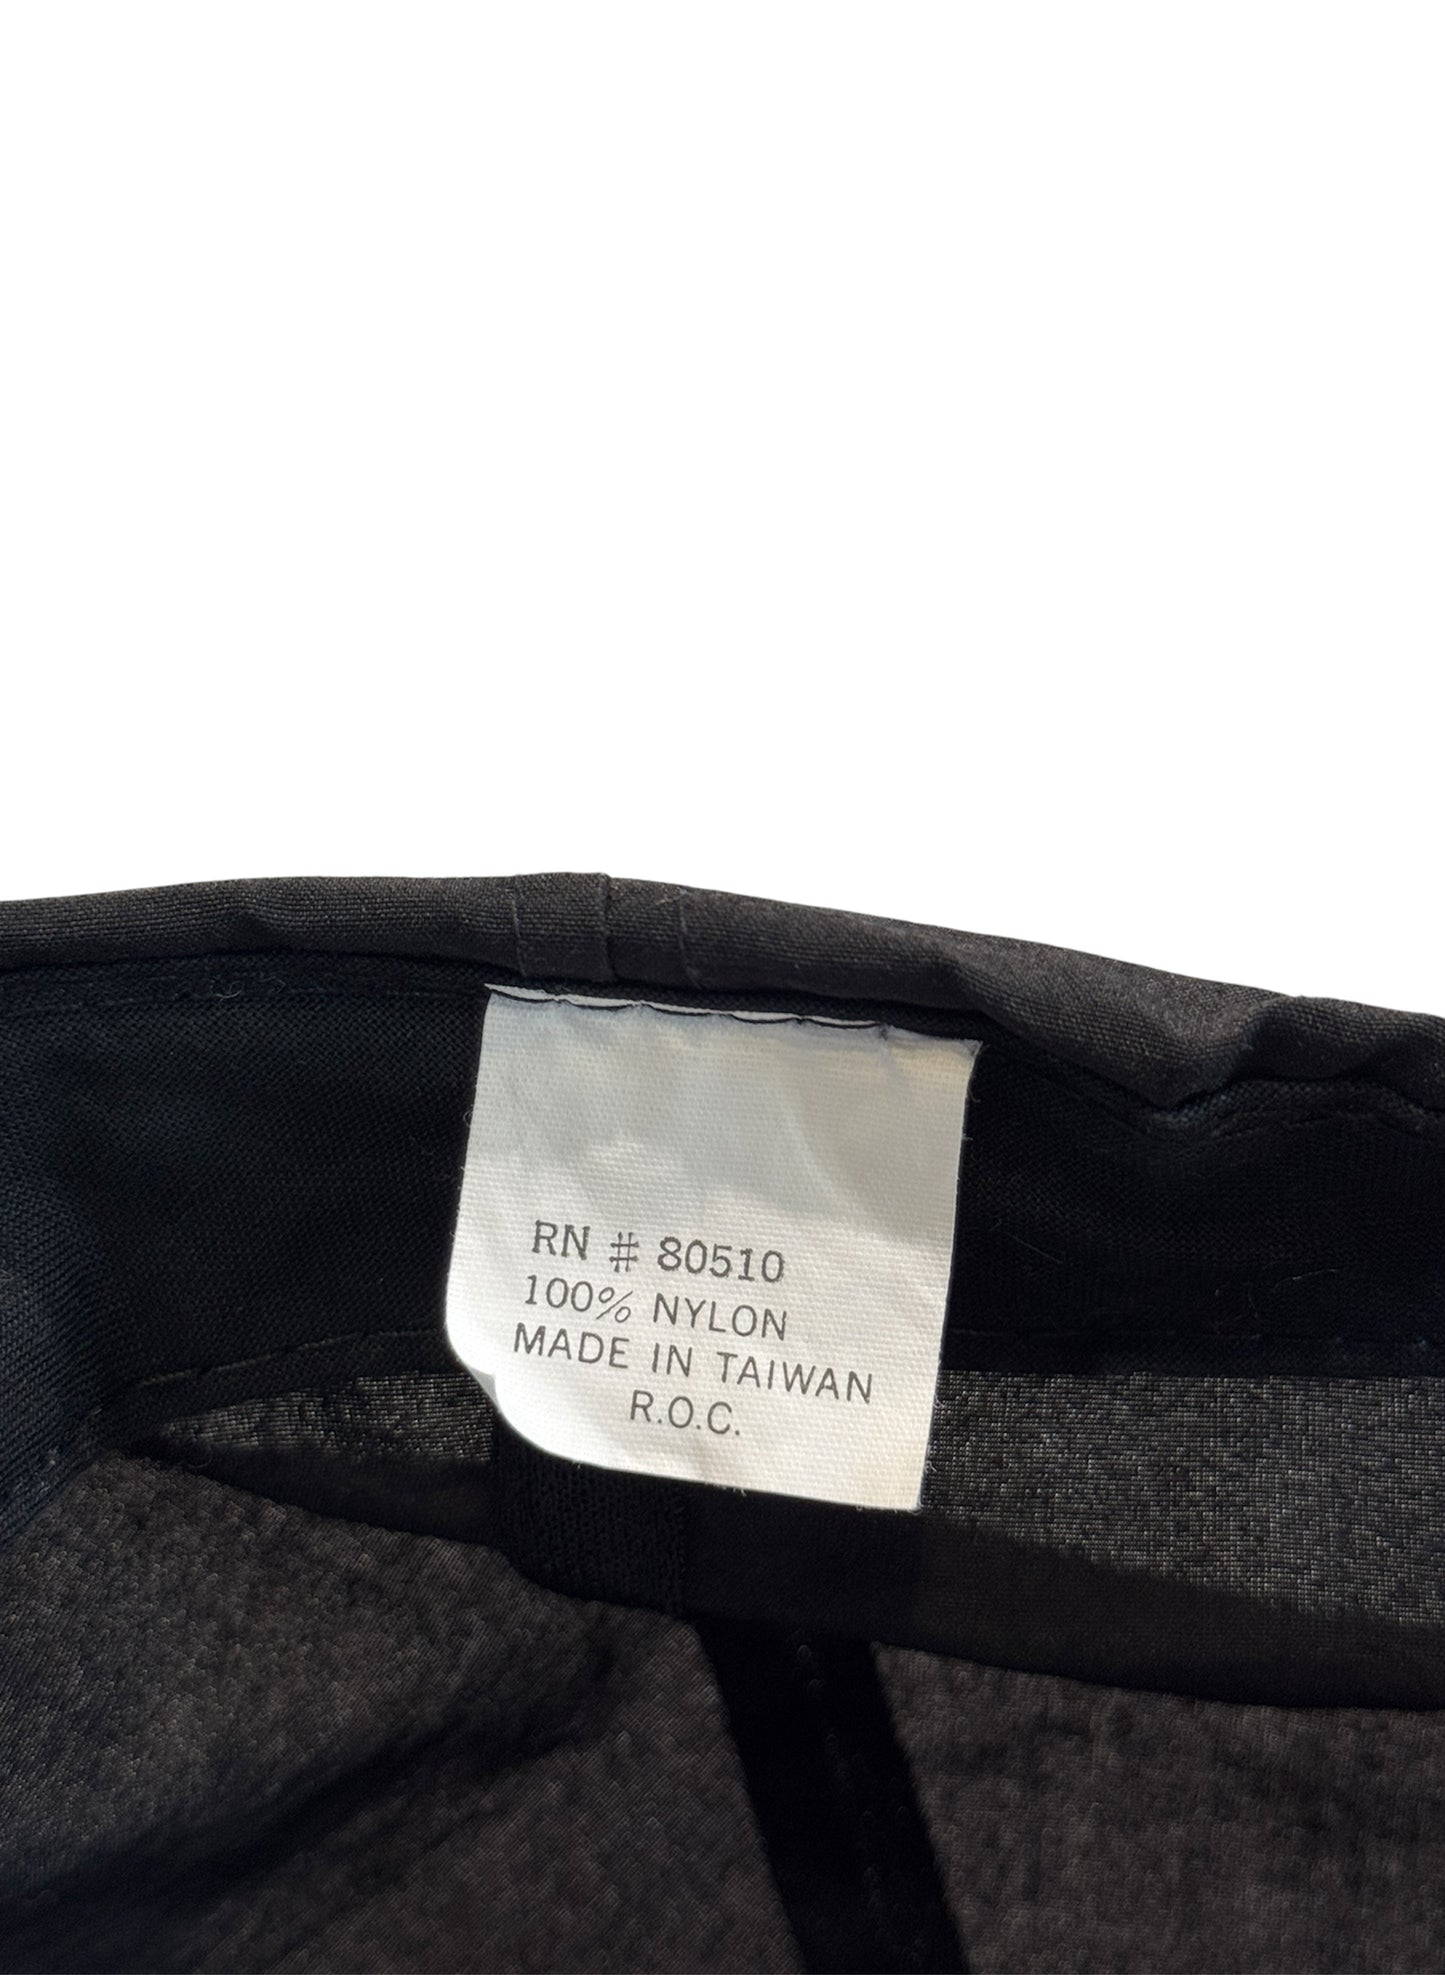 RN # 80510
100% NYLON
MADE IN TAIWAN
R.O.C.